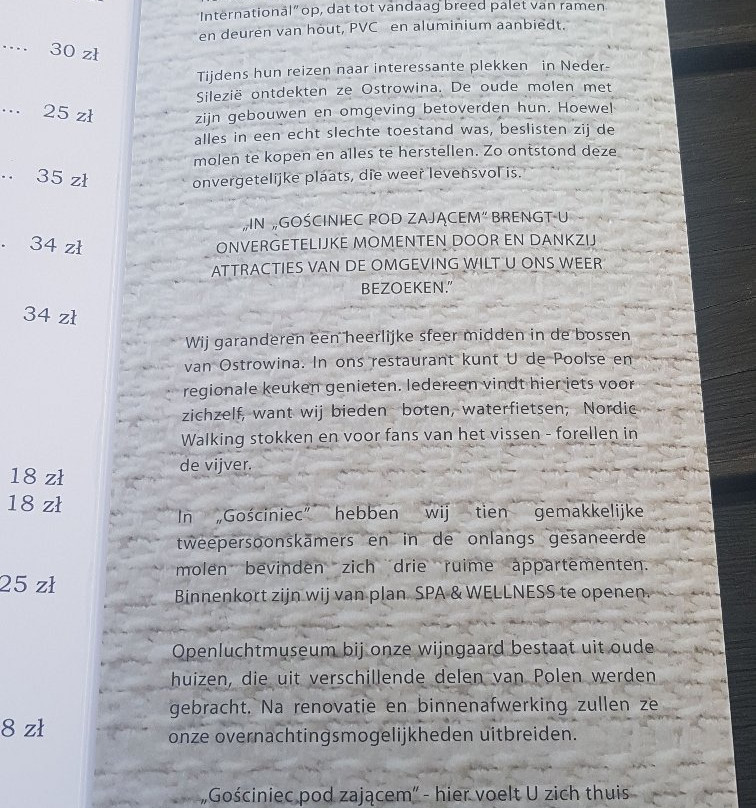 .... 30 zł
... 25 zł
.. 35 zł
. 34 zł
34 zł
18 zł
18 zł
25 zł
8 zł
International" op, dat tot vandaag breed palet van ramen
en deuren van hout, PVC en aluminium aanbiedt.
Tijdens hun reizen naar interessante plekken in Neder-
Silezië ontdekten ze Ostrowina. De oude molen met
zijn gebouwen en omgeving betoverden hun. Hoewel
alles in een echt slechte toestand was, beslisten zij de
molen te kopen en alles te herstellen. Zo ontstond deze
onvergetelijke plaats, die weer levensvol is.
„IN „GOŚCINIEC POD ZAJĄCEM" BRENGT U
ONVERGETELIJKE MOMENTEN DOOR EN DANKZIJ
ATTRACTIES VAN DE OMGEVING WILT U ONS WEER
BEZOEKEN."
Wij garanderen een heerlijke sfeer midden in de bossen
van Ostrowina. In ons restaurant kunt U de Poolse en
regionale keuken genieten. Iedereen vindt hier iets voor
zichzelf, want wij bieden boten, waterfietsen, Nordic
Walking stokken en voor fans van het vissen - forellen in
de vijver.
In „Gościniec" hebben wij tien gemakkelijke
tweepersoonskamers en in de onlangs gesaneerde
molen bevinden zich drie ruime appartementen.
Binnenkort zijn wij van plan SPA & WELLNESS te openen.
Openluchtmuseum bij onze wijngaard bestaat uit oude
huizen, die uit verschillende delen van Polen werden
gebracht. Na renovatie en binnenafwerking zullen ze
onze overnachtingsmogelijkheden uitbreiden.
„Gościniec pod zającem" - hier voelt U zich thuis